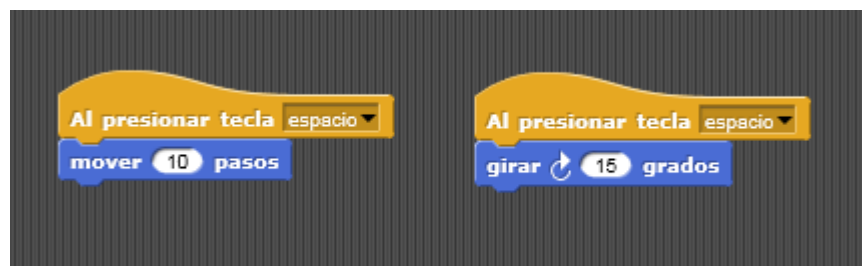 Al presionar tecla espacio
mover 10 pasos
Al presionar tecla espacio
girar 15 grados